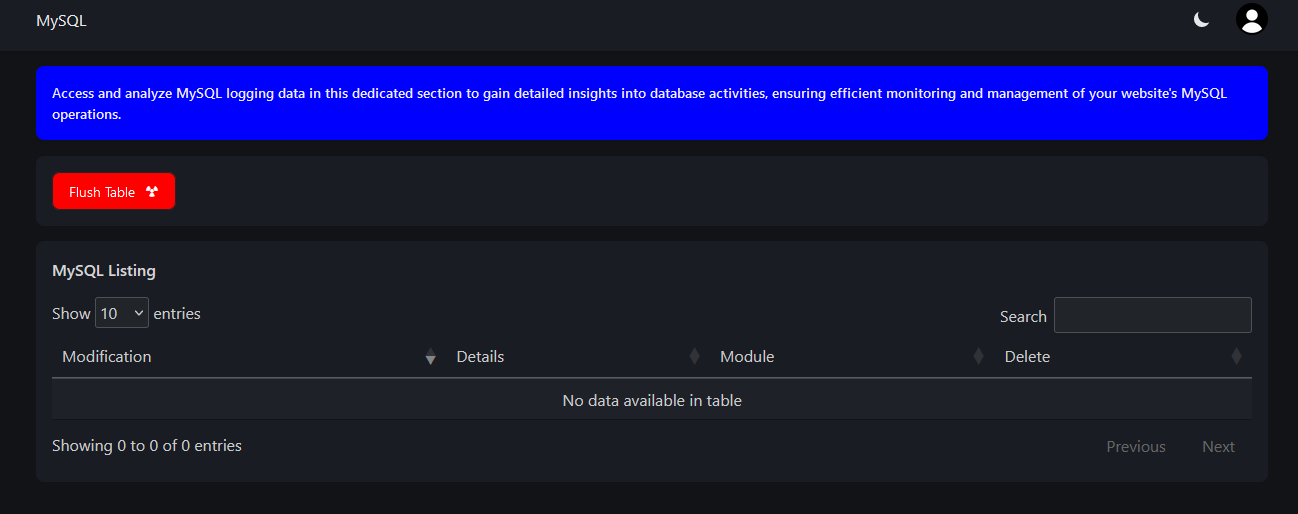 MySQL
Access and analyze MySQL logging data in this dedicated section to gain detailed insights into database activities, ensuring efficient monitoring and management of your website's MySQL
operations.
Flush Table
MySQL Listing
Show 10 entries
Search
Modification Details Module Delete
No data available in table
Showing 0 to 0 of 0 entries
Previous Next